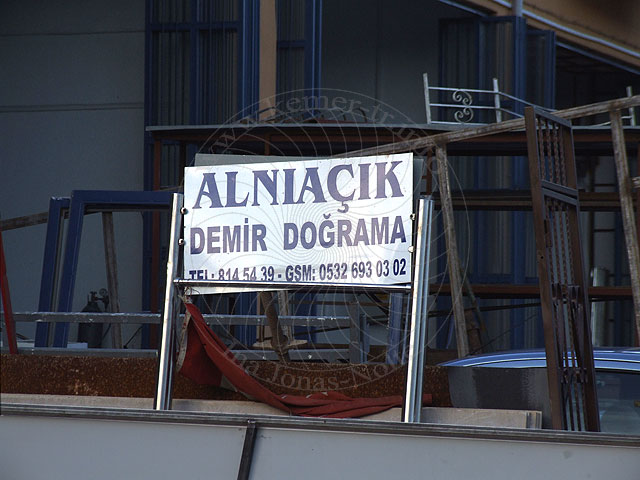 ALNIAÇIK
DEMİR DOĞRAMA
TEL: 814 54 39 - GSM: 0532 693 03 02